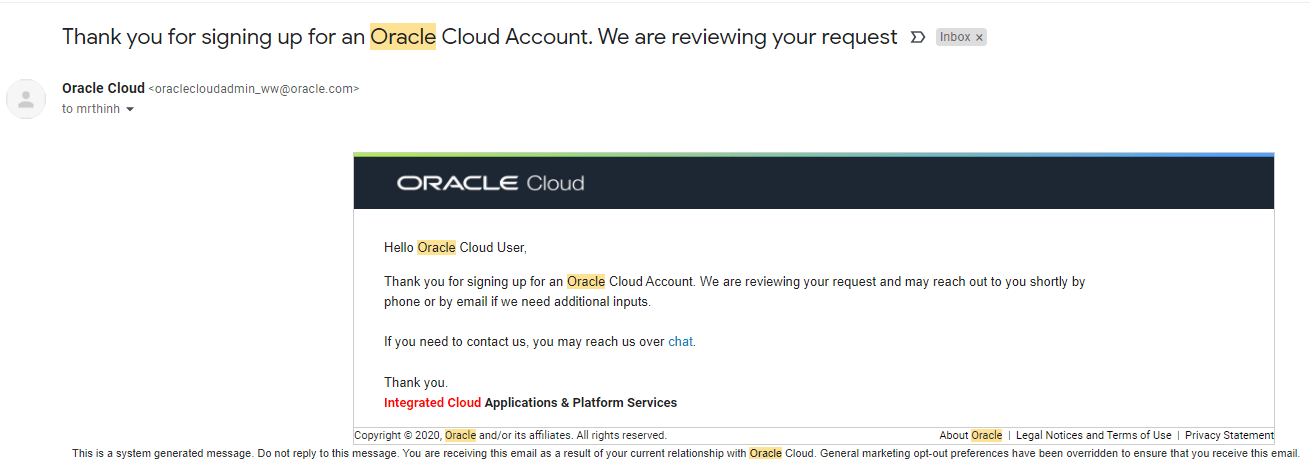 Thank you for signing up for an Oracle Cloud Account. We are reviewing your request Inbox x
Oracle Cloud <oraclecloudadmin_ww@oracle.com>
to mrthinh
ORACLE Cloud
Hello Oracle Cloud User,
Thank you for signing up for an Oracle Cloud Account. We are reviewing your request and may reach out to you shortly by
phone or by email if we need additional inputs.
If you need to contact us, you may reach us over chat.
Thank you.
Integrated Cloud Applications & Platform Services
Copyright © 2020, Oracle and/or its affiliates. All rights reserved. About Oracle | Legal Notices and Terms of Use | Privacy Statement
This is a system generated message. Do not reply to this message. You are receiving this email as a result of your current relationship with Oracle Cloud. General marketing opt-out preferences have been overridden to ensure that you receive this email.